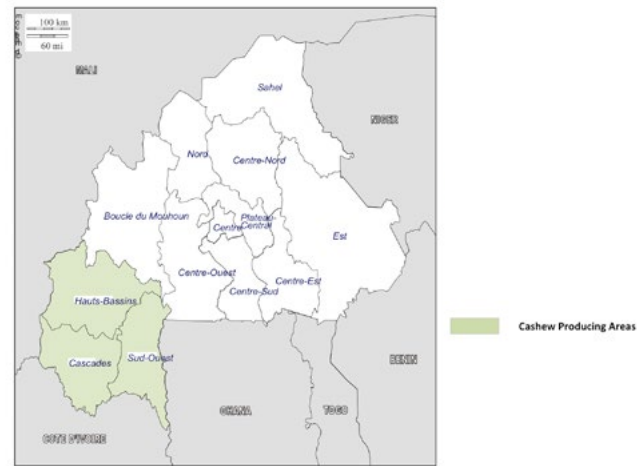 100 km
60 mi
MALI
Sahel
NIGER
Nord
Centre-Nord
Boucle du Mouhoun
Plateau-
Central
Centre
Est
Centre-Ouest
Centre-Est
Centre-Sud
Hauts-Bassins
Cashew Producing Areas
Cascades
Sud-Ouest
BENIN
GHANA
TOGO
COTE D'IVOIRE